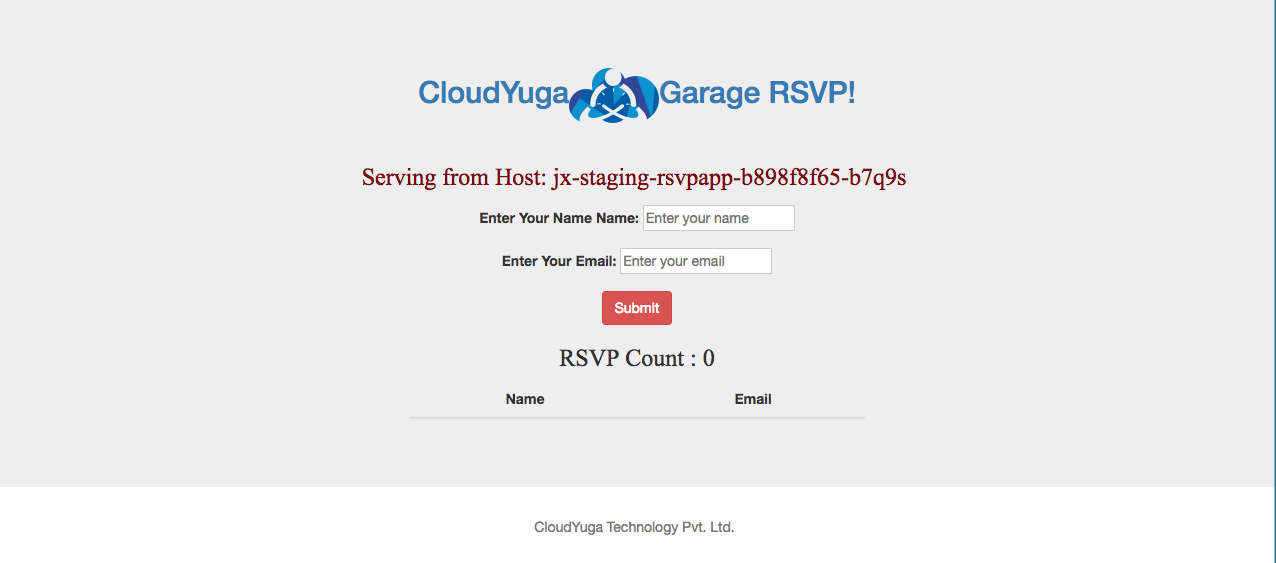 CloudYuga Garage RSVP!
Serving from Host: jx-staging-rsvpapp-b898f8f65-b7q9s
Enter Your Name Name: Enter your name
Enter Your Email: Enter your email
Submit
RSVP Count : 0
Name Email
CloudYuga Technology Pvt. Ltd.